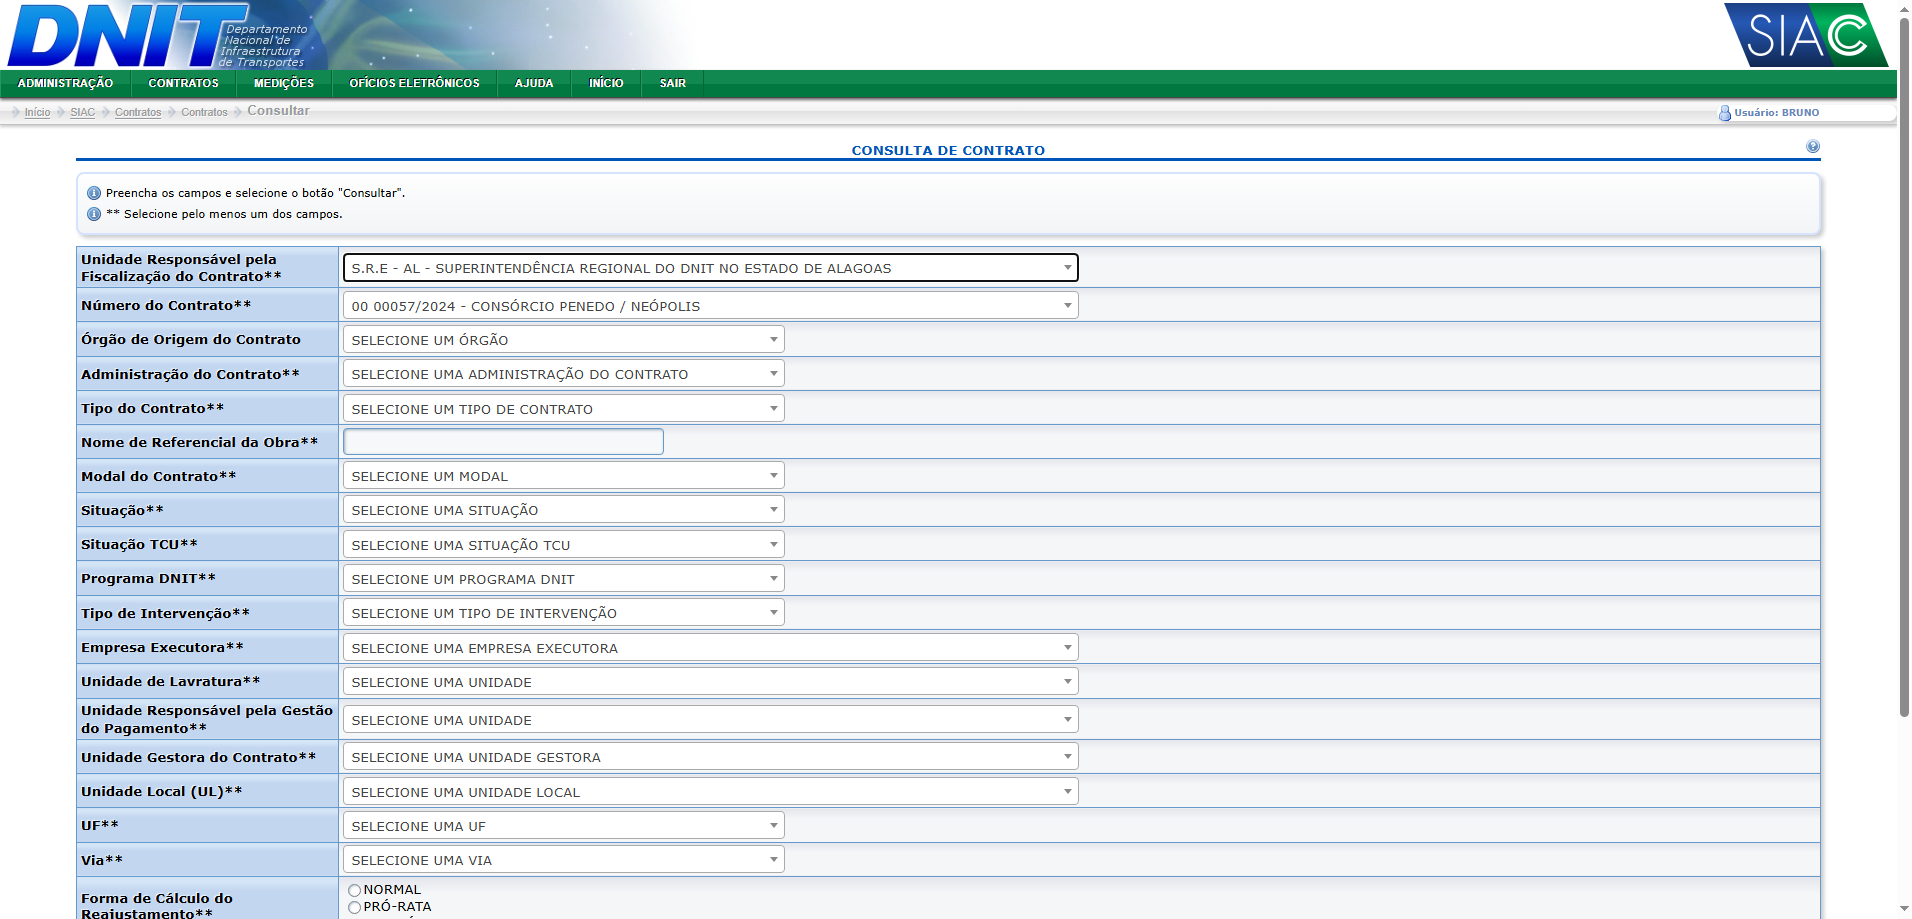 DNIT
Departamento
Nacional de
Infraestrutura
de Transportes
SIAC
ADMINISTRAÇÃO CONTRATOS MEDIÇÕES OFÍCIOS ELETRÔNICOS AJUDA INÍCIO SAIR
Início SIAC Contratos Contratos Consultar
Usuário: BRUNO
CONSULTA DE CONTRATO
Preencha os campos e selecione o botão "Consultar".
** Selecione pelo menos um dos campos.
Unidade Responsável pela
Fiscalização do Contrato**
S.R.E - AL - SUPERINTENDÊNCIA REGIONAL DO DNIT NO ESTADO DE ALAGOAS
Número do Contrato** 00 00057/2024 - CONSÓRCIO PENEDO / NEÓPOLIS
Órgão de Origem do Contrato SELECIONE UM ÓRGÃO
Administração do Contrato** SELECIONE UMA ADMINISTRAÇÃO DO CONTRATO
Tipo do Contrato** SELECIONE UM TIPO DE CONTRATO
Nome de Referencial da Obra**
Modal do Contrato** SELECIONE UM MODAL
Situação** SELECIONE UMA SITUAÇÃO
Situação TCU** SELECIONE UMA SITUAÇÃO TCU
Programa DNIT** SELECIONE UM PROGRAMA DNIT
Tipo de Intervenção** SELECIONE UM TIPO DE INTERVENÇÃO
Empresa Executora** SELECIONE UMA EMPRESA EXECUTORA
Unidade de Lavratura** SELECIONE UMA UNIDADE
Unidade Responsável pela Gestão
do Pagamento**
SELECIONE UMA UNIDADE
Unidade Gestora do Contrato** SELECIONE UMA UNIDADE GESTORA
Unidade Local (UL)** SELECIONE UMA UNIDADE LOCAL
UF** SELECIONE UMA UF
Via** SELECIONE UMA VIA
Forma de Cálculo do
Reajustamento**
NORMAL
PRÓ-RATA